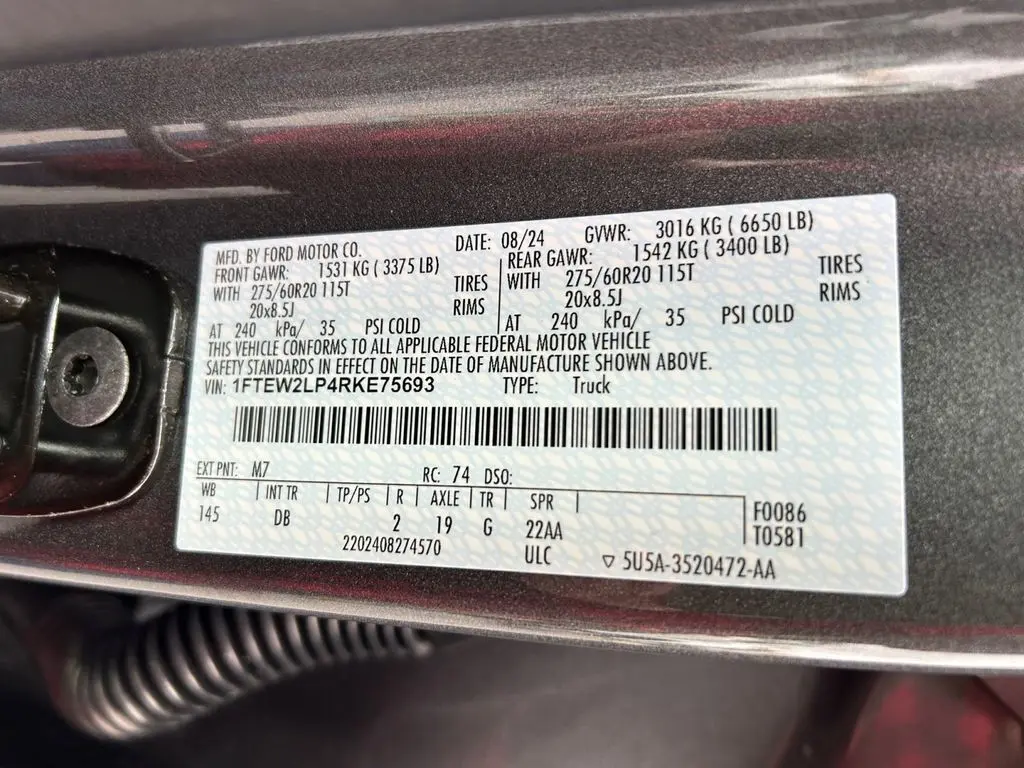 MFD. BY FORD MOTOR CO. DATE: 08/24 GVWR: 3016 KG ( 6650 LB)
FRONT GAWR: 1531 KG ( 3375 LB) REAR GAWR: 1542 KG ( 3400 LB)
WITH 275/60R20 115T TIRES WITH 275/60R20 115T TIRES
20x8.5J RIMS 20x8.5J RIMS
AT 240 kPa/ 35 PSI COLD AT 240 kPa/ 35 PSI COLD
THIS VEHICLE CONFORMS TO ALL APPLICABLE FEDERAL MOTOR VEHICLE
SAFETY STANDARDS IN EFFECT ON THE DATE OF MANUFACTURE SHOWN ABOVE.
VIN: 1FTEW2LP4RKE75693 TYPE: Truck
EXT PNT: M7 RC: 74 DSO:
WB INT TR TP/PS R AXLE TR SPR
145 DB 2 19 G 22AA
F0086
T0581
2202408274570 ULC ▽ 5U5A-3520472-AA